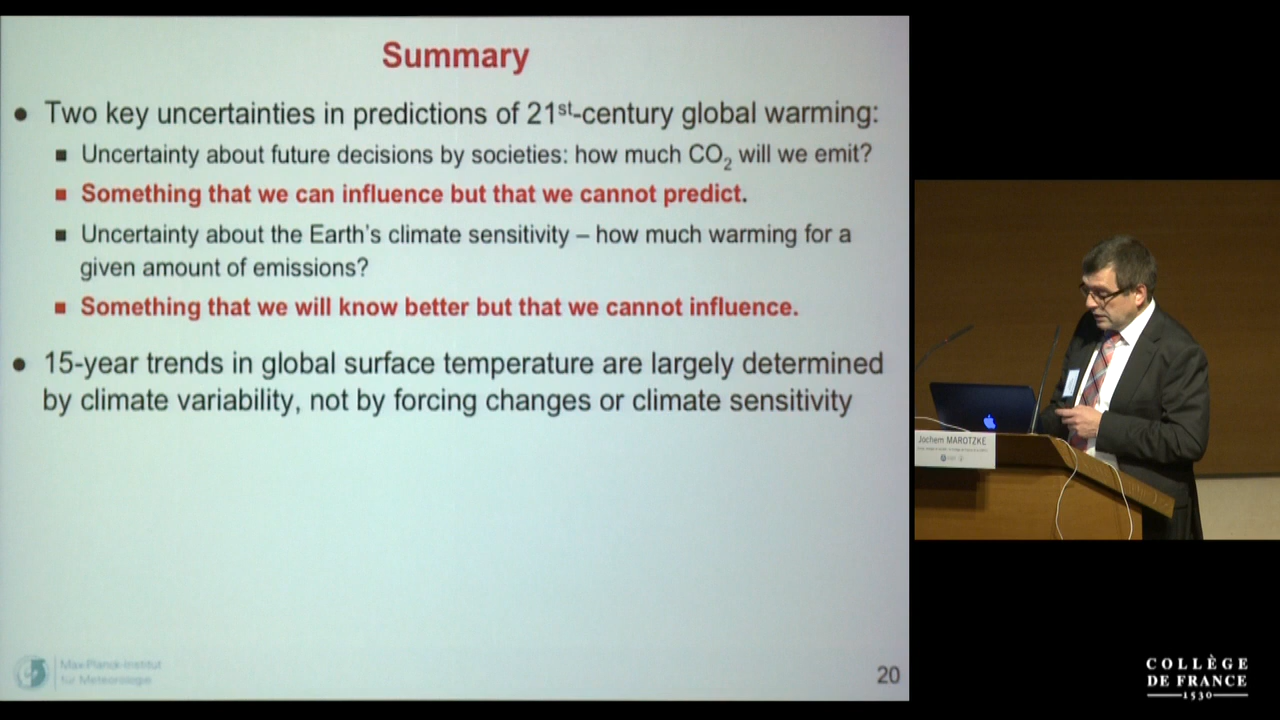 Summary
Two key uncertainties in predictions of 21st-century global warming:
Uncertainty about future decisions by societies: how much CO2 will we emit?
Something that we can influence but that we cannot predict.
Uncertainty about the Earth's climate sensitivity – how much warming for a
given amount of emissions?
Something that we will know better but that we cannot influence.
15-year trends in global surface temperature are largely determined
by climate variability, not by forcing changes or climate sensitivity
Max-Planck-Institut
für Meteorologie
20
Jochem MAROTZKE
COLLÈGE
DE FRANCE
1530